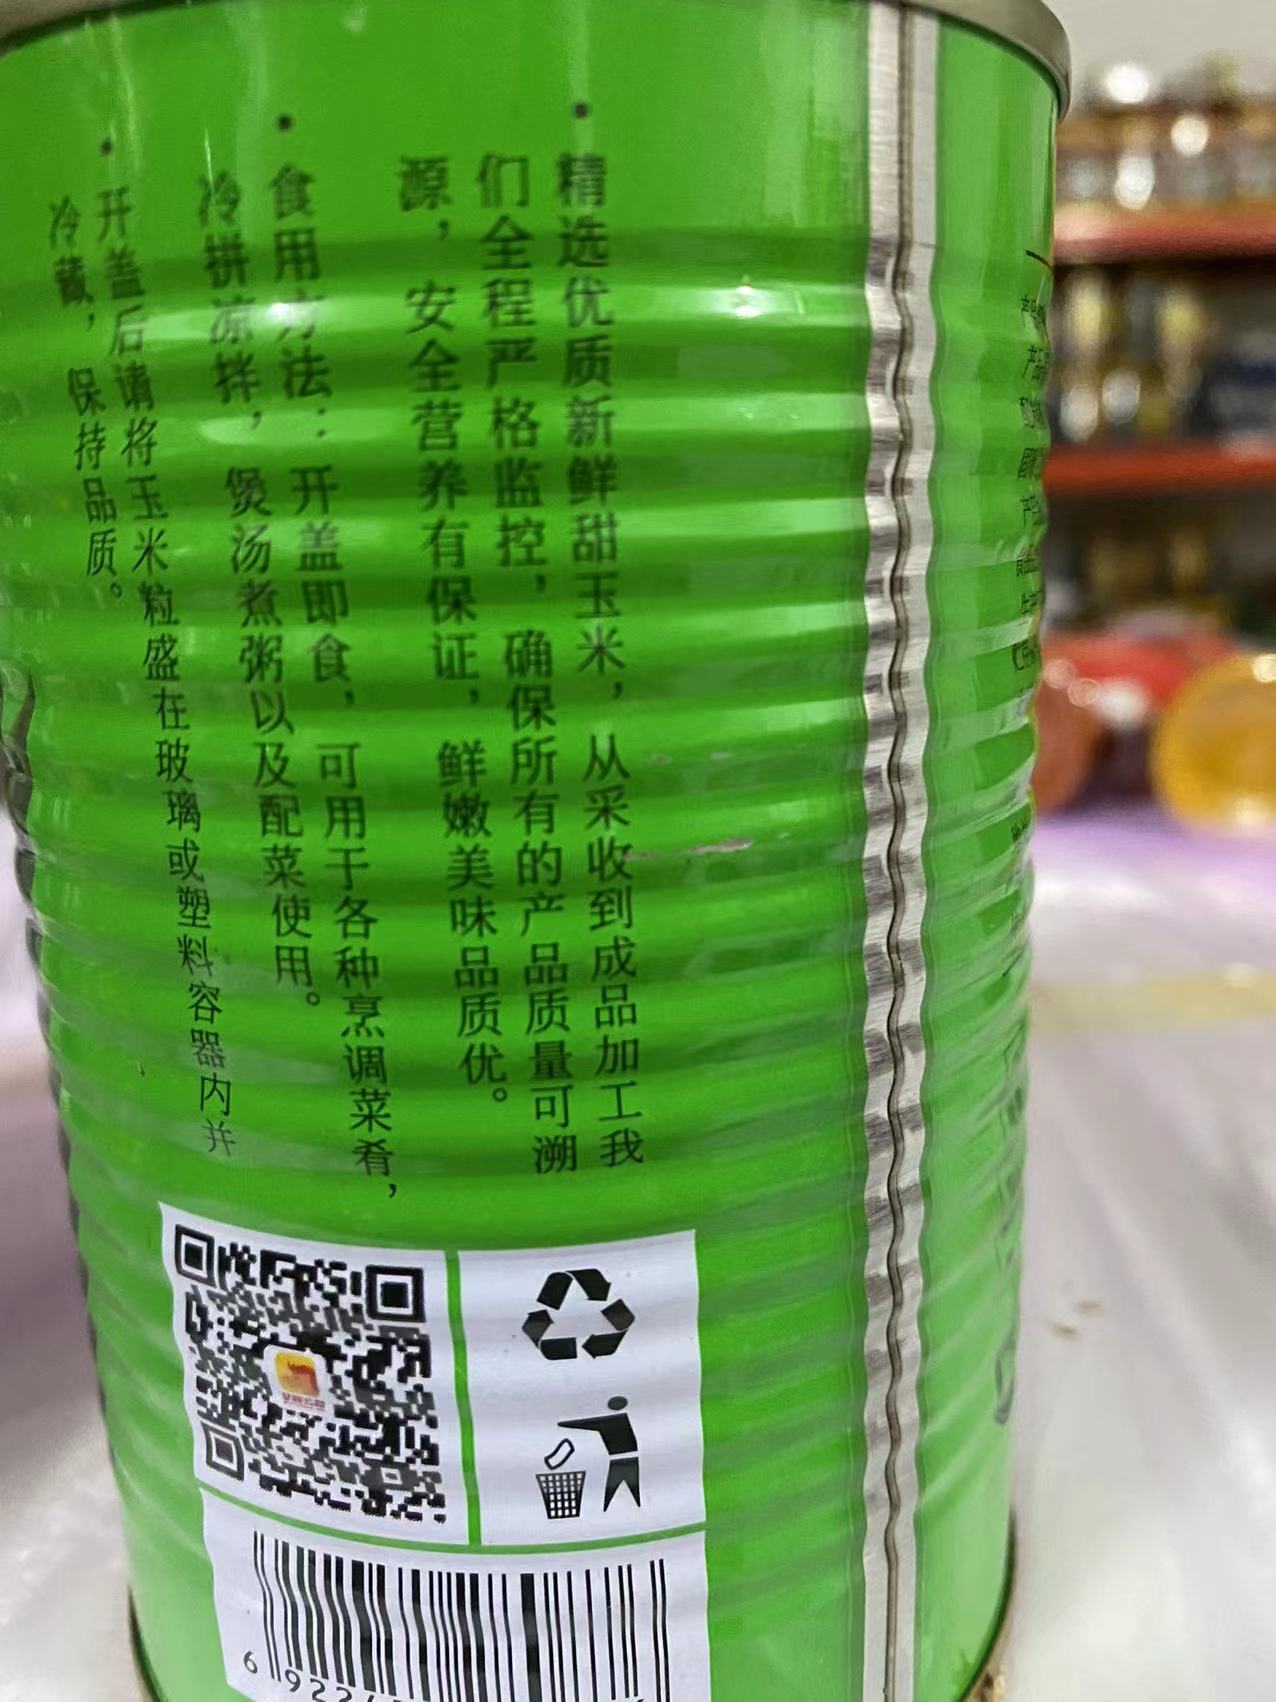 • 精选优质新鲜甜玉米，从采收到成品加工我
们全程严格监控，确保所有的产品质量可溯
源，安全营养有保证，鲜嫩美味品质优。
• 食用方法：开盖即食，可用于各种烹调菜肴，
冷拼凉拌，煲汤煮粥以及配菜使用。
• 开盖后请将玉米粒盛在玻璃或塑料容器内并
冷藏，保持品质。